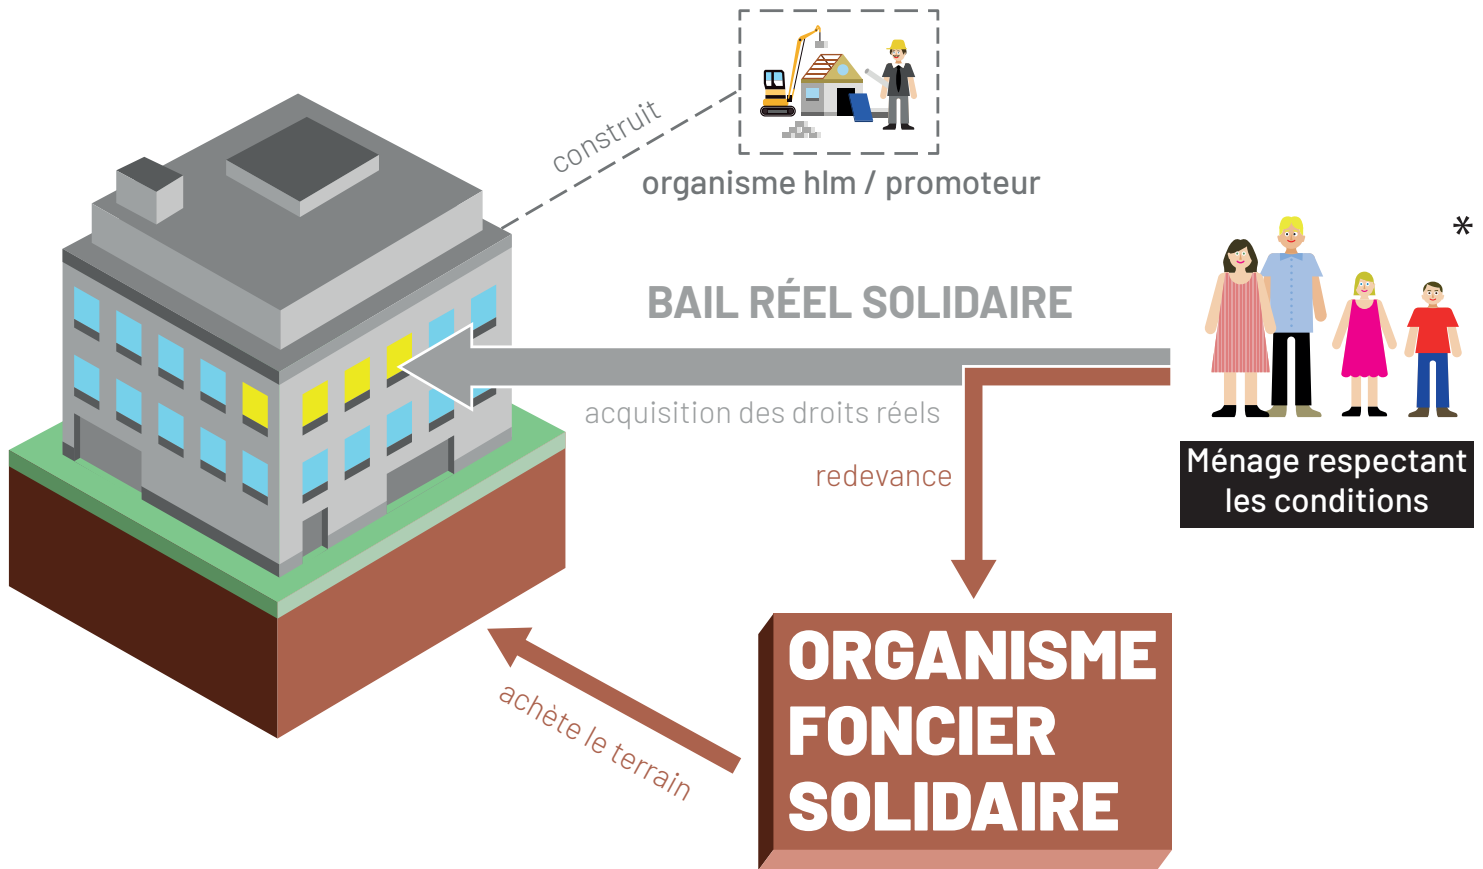 construit
organisme hlm / promoteur
*
BAIL RÉEL SOLIDAIRE
acquisition des droits réels
redevance
Ménage respectant
les conditions
achète le terrain
ORGANISME
FONCIER
SOLIDAIRE